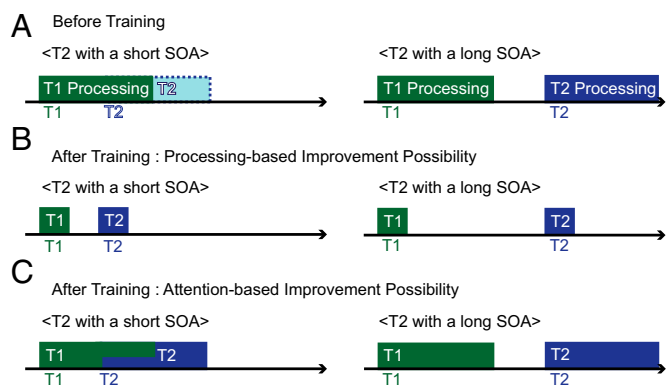 A
Before Training
<T2 with a short SOA> <T2 with a long SOA>
T1 Processing T2 T1 Processing T2 Processing
T1 T2 T1 T2
B
After Training : Processing-based Improvement Possibility
<T2 with a short SOA> <T2 with a long SOA>
T1 T2 T1 T2
T1 T2 T1 T2
C
After Training : Attention-based Improvement Possibility
<T2 with a short SOA> <T2 with a long SOA>
T1 T2 T1 T2
T1 T2 T1 T2